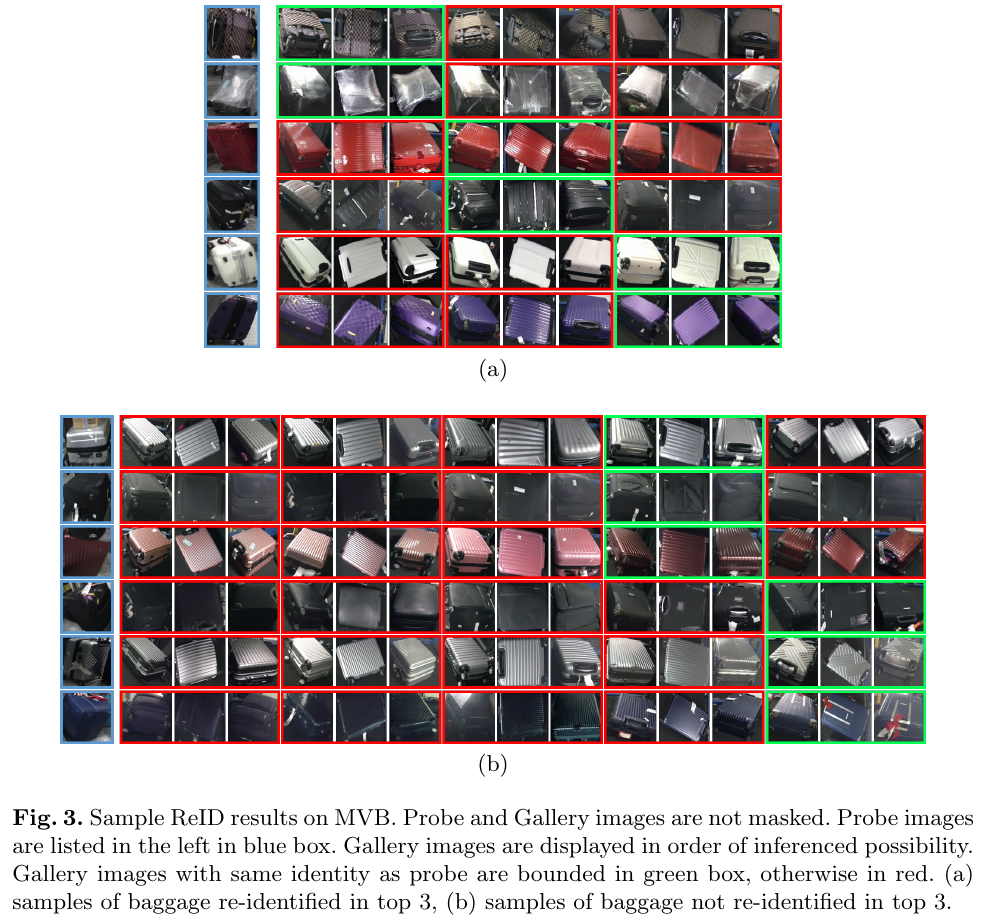 (a)
(b)
Fig. 3. Sample ReID results on MVB. Probe and Gallery images are not masked. Probe images
are listed in the left in blue box. Gallery images are displayed in order of inferenced possibility.
Gallery images with same identity as probe are bounded in green box, otherwise in red. (a)
samples of baggage re-identified in top 3, (b) samples of baggage not re-identified in top 3.